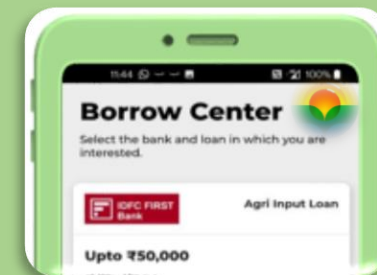 11:44
100%
Borrow Center
Select the bank and loan in which you are
interested.
IDFC FIRST
Bank
Agri Input Loan
Upto ₹50,000